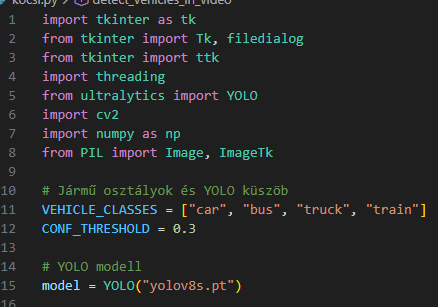 kocsi.py > detect_vehicles_in_video
1 import tkinter as tk
2 from tkinter import Tk, filedialog
3 from tkinter import ttk
4 import threading
5 from ultralytics import YOLO
6 import cv2
7 import numpy as np
8 from PIL import Image, ImageTk
9
10 # Jármű osztályok és YOLO küszöb
11 VEHICLE_CLASSES = ["car", "bus", "truck", "train"]
12 CONF_THRESHOLD = 0.3
13
14 # YOLO modell
15 model = YOLO("yolov8s.pt")
16